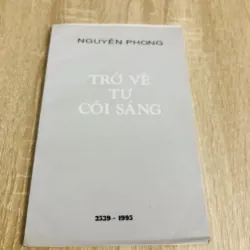 NGUYÊN PHONG
TRỞ VỀ
TỪ
CÕI SÁNG
2539 - 1995